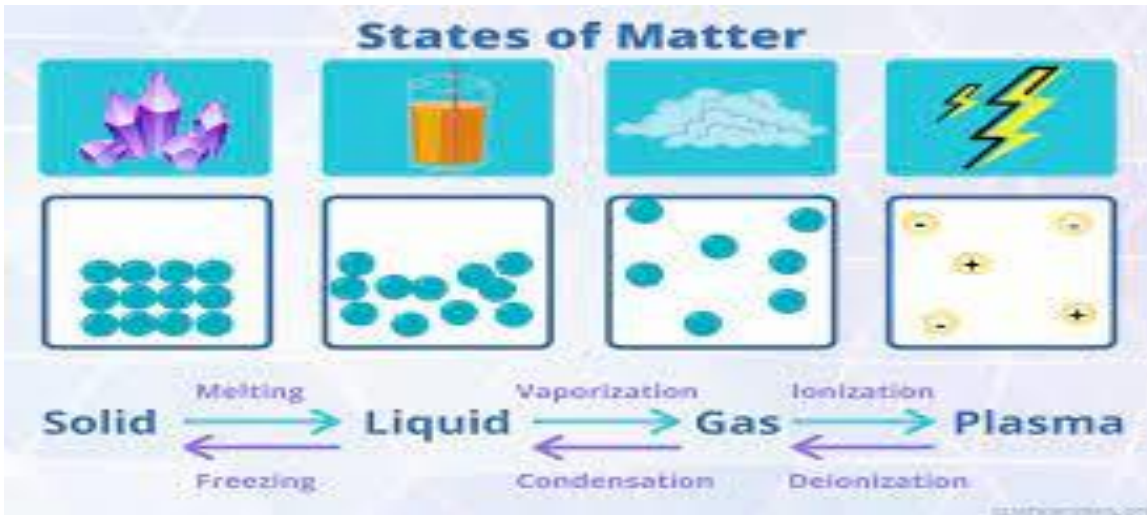 States of Matter
-
-
+
-
+
Melting
Vaporization
Ionization
Solid
Liquid
Gas
Plasma
Freezing
Condensation
Deionization